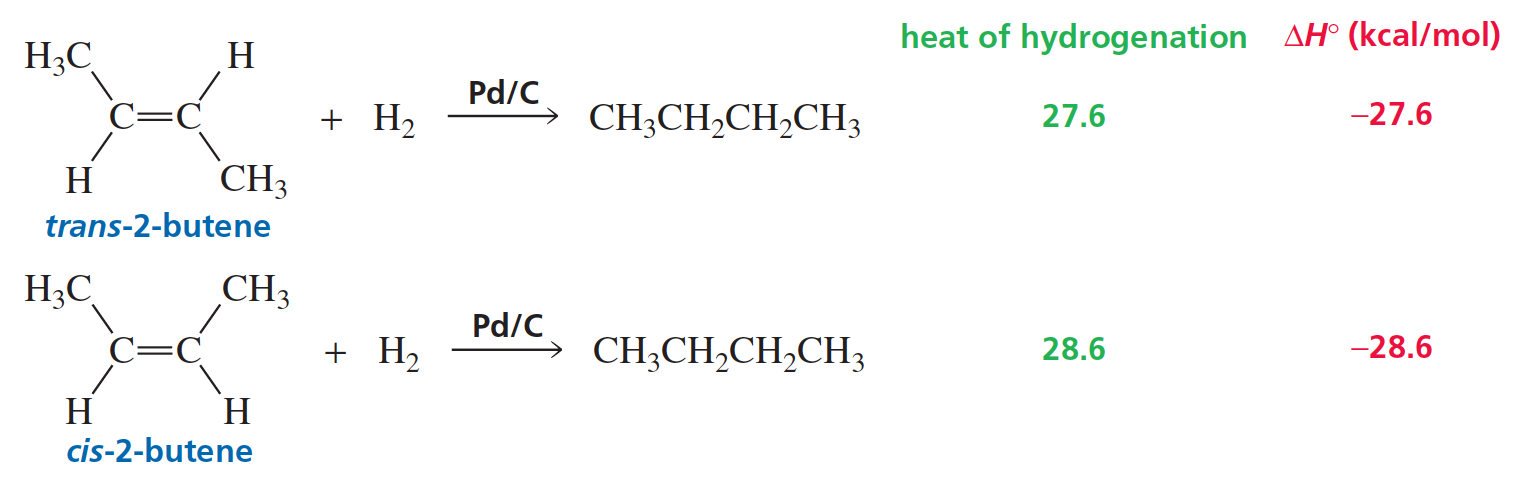 heat of hydrogenation ΔH° (kcal/mol)
H₃C H
Pd/C
C=C + H₂ ⟶ CH₃CH₂CH₂CH₃ 27.6 –27.6
H CH₃
trans-2-butene
H₃C CH₃
Pd/C
C=C + H₂ ⟶ CH₃CH₂CH₂CH₃ 28.6 –28.6
H H
cis-2-butene